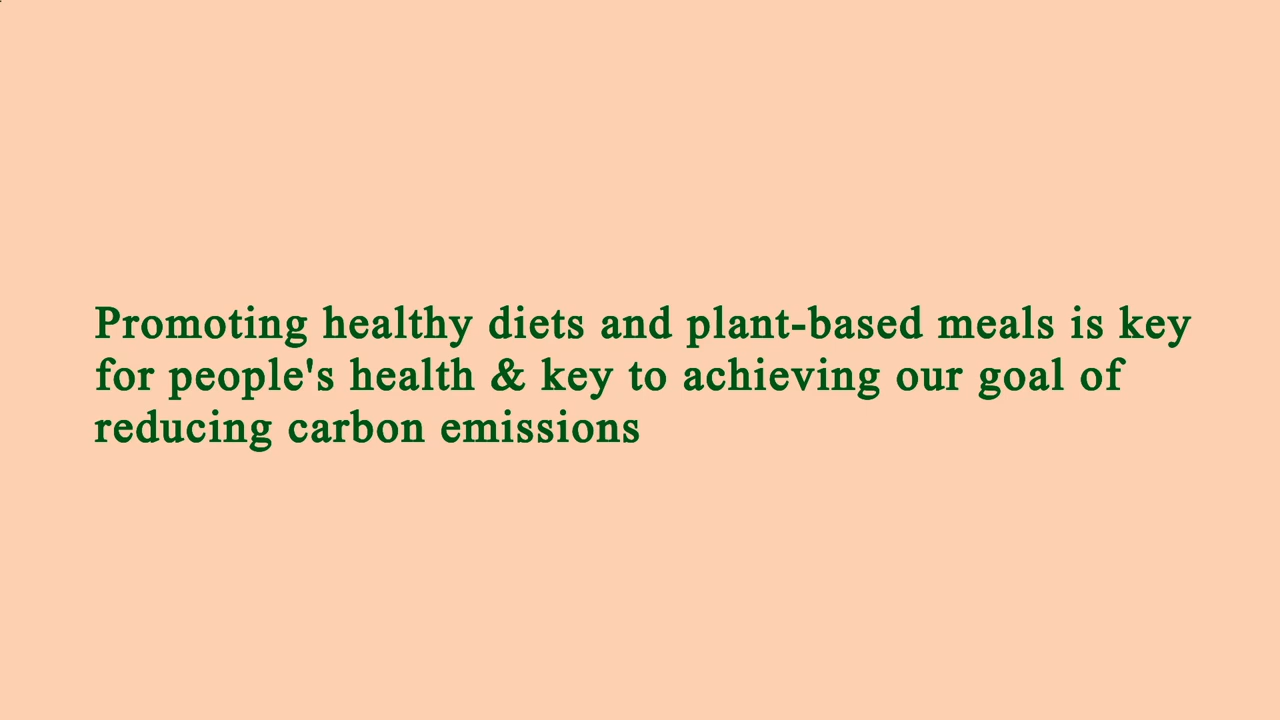 Promoting healthy diets and plant-based meals is key
for people's health & key to achieving our goal of
reducing carbon emissions